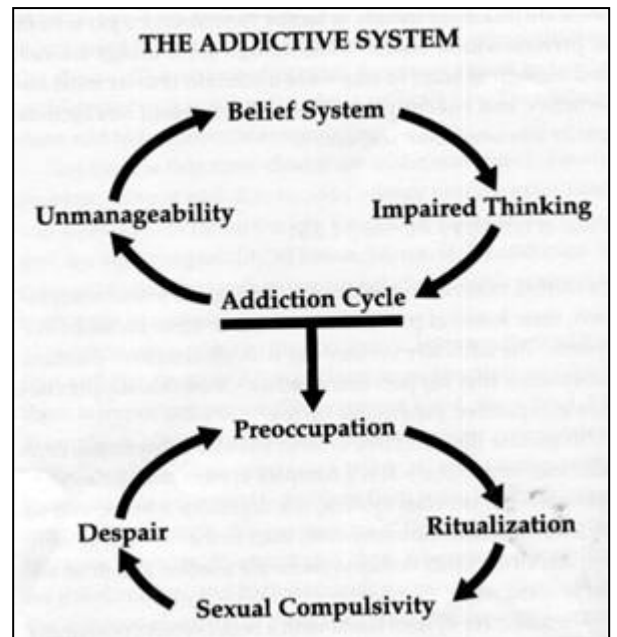 THE ADDICTIVE SYSTEM
Belief System
Unmanageability
Impaired Thinking
Addiction Cycle
Preoccupation
Despair
Ritualization
Sexual Compulsivity